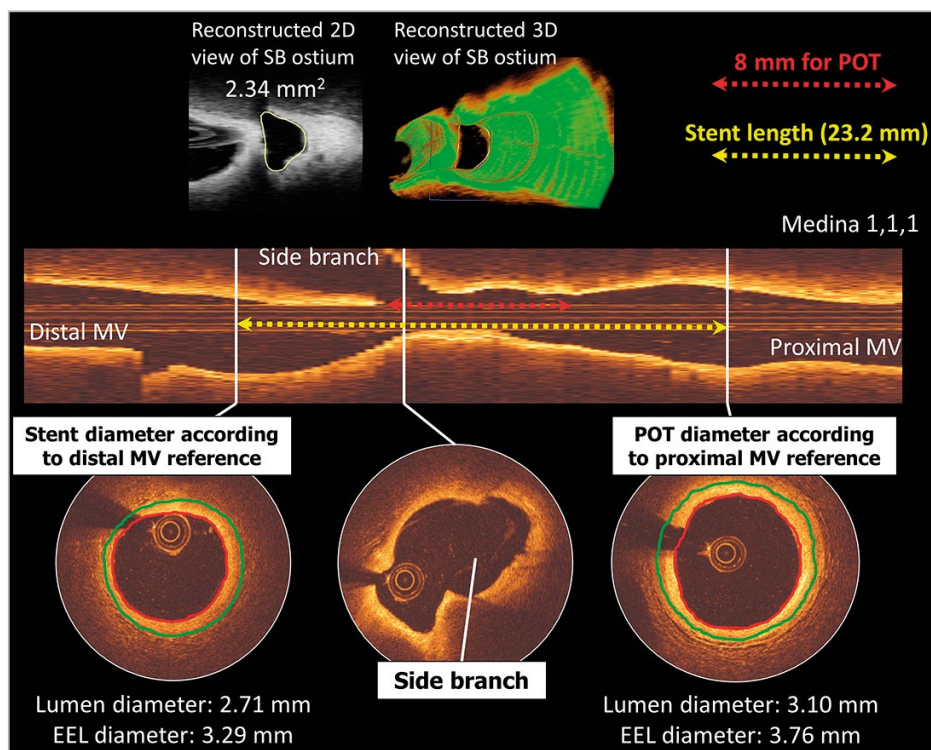 Reconstructed 2D
view of SB ostium
2.34 mm²
Reconstructed 3D
view of SB ostium
8 mm for POT
Stent length (23.2 mm)
Medina 1,1,1
Side branch
Distal MV
Proximal MV
Stent diameter according
to distal MV reference
POT diameter according
to proximal MV reference
Side branch
Lumen diameter: 2.71 mm
EEL diameter: 3.29 mm
Lumen diameter: 3.10 mm
EEL diameter: 3.76 mm